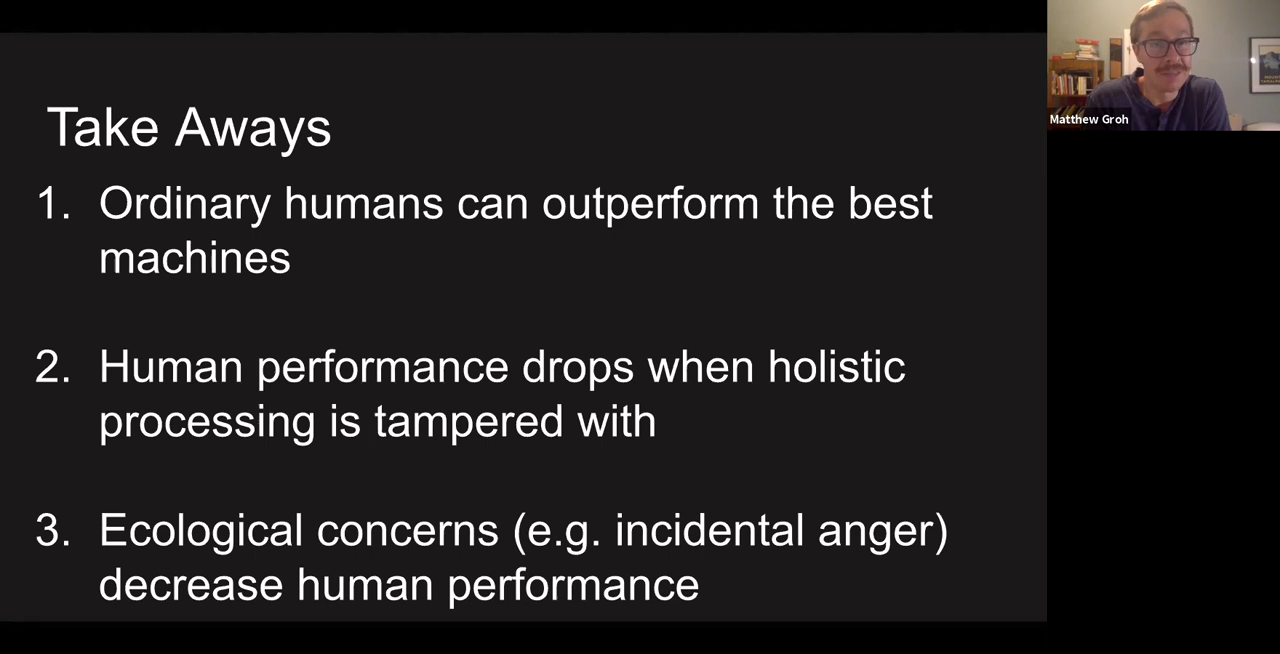 Take Aways
1. Ordinary humans can outperform the best
machines
2. Human performance drops when holistic
processing is tampered with
3. Ecological concerns (e.g. incidental anger)
decrease human performance
Matthew Groh